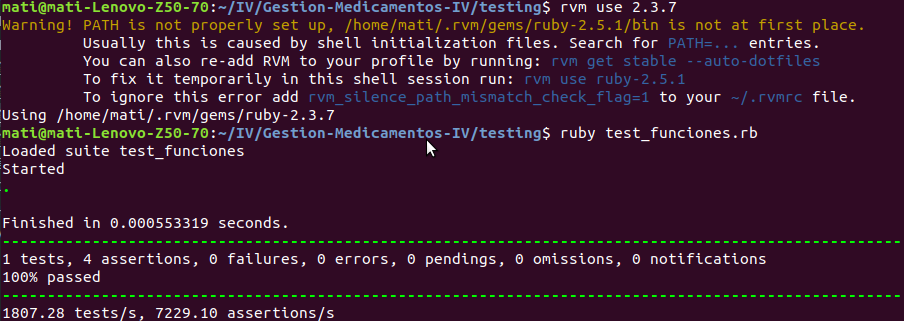 mati@mati-Lenovo-Z50-70:~/IV/Gestion-Medicamentos-IV/testing$ rvm use 2.3.7
Warning! PATH is not properly set up, /home/mati/.rvm/gems/ruby-2.5.1/bin is not at first place.
Usually this is caused by shell initialization files. Search for PATH=... entries.
You can also re-add RVM to your profile by running: rvm get stable --auto-dotfiles
To fix it temporarily in this shell session run: rvm use ruby-2.5.1
To ignore this error add rvm_silence_path_mismatch_check_flag=1 to your ~/.rvmrc file.
Using /home/mati/.rvm/gems/ruby-2.3.7
mati@mati-Lenovo-Z50-70:~/IV/Gestion-Medicamentos-IV/testing$ ruby test_funciones.rb
Loaded suite test_funciones
Started
.
Finished in 0.000553319 seconds.
----------------------------------------------------------------------------------------------------
1 tests, 4 assertions, 0 failures, 0 errors, 0 pendings, 0 omissions, 0 notifications
100% passed
----------------------------------------------------------------------------------------------------
1807.28 tests/s, 7229.10 assertions/s